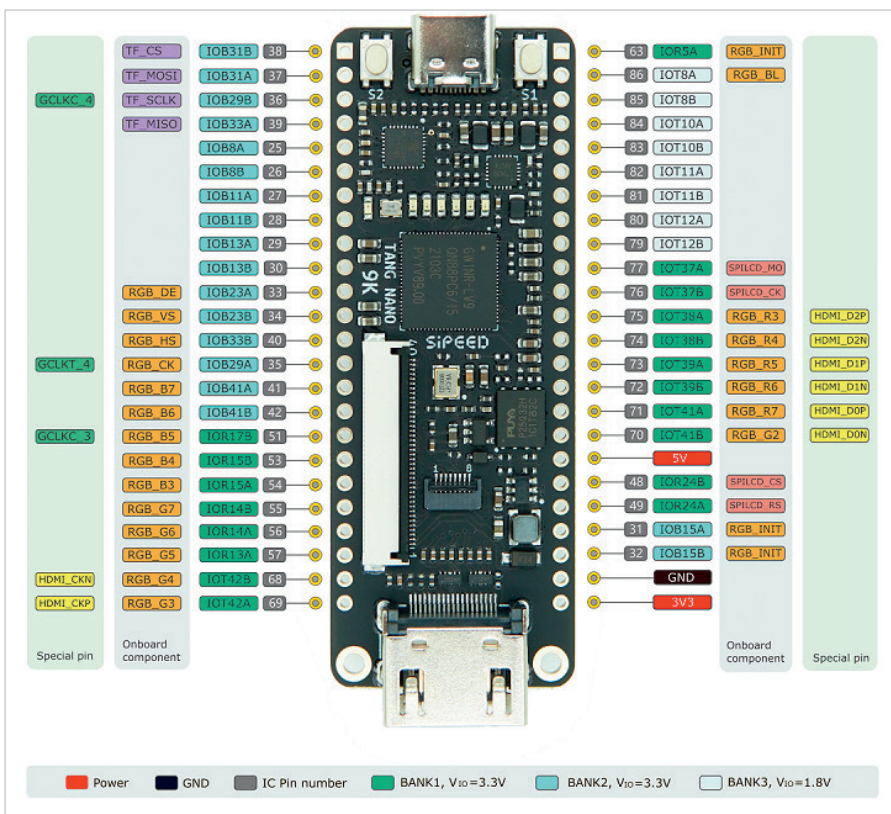 TF_CS IOB31B 38
TF_MOSI IOB31A 37
GCLKC_4 TF_SCLK IOB29B 36
TF_MISO IOB33A 39
IOB8A 25
IOB8B 26
IOB11A 27
IOB11B 28
IOB13A 29
IOB13B 30
RGB_DE IOB23A 33
RGB_VS IOB23B 34
RGB_HS IOB33B 40
GCLKT_4 RGB_CK IOB29A 35
RGB_B7 IOB41A 41
RGB_B6 IOB41B 42
GCLKC_3 RGB_B5 IOR17B 51
RGB_B4 IOR15B 53
RGB_B3 IOR15A 54
RGB_G7 IOR14B 55
RGB_G6 IOR14A 56
RGB_G5 IOR13A 57
HDMI_CKN RGB_G4 IOT42B 68
HDMI_CKP RGB_G3 IOT42A 69
Special pin
Onboard
component
S2
S1
TANG NANO
9K
GW1NR-LV9
QN88PC6/I5
2103C
SiPEED
PUYA
1
8
63 IOR5A RGB_INIT
86 IOT8A RGB_BL
85 IOT8B
84 IOT10A
83 IOT10B
82 IOT11A
81 IOT11B
80 IOT12A
79 IOT12B
77 IOT37A SPILCD_MO
76 IOT37B SPILCD_CK
75 IOT38A RGB_R3 HDMI_D2P
74 IOT38B RGB_R4 HDMI_D2N
73 IOT39A RGB_R5 HDMI_D1P
72 IOT39B RGB_R6 HDMI_D1N
71 IOT41A RGB_R7 HDMI_D0P
70 IOT41B RGB_G2 HDMI_D0N
5V
48 IOR24B SPILCD_CS
49 IOR24A SPILCD_RS
31 IOB15A RGB_INIT
32 IOB15B RGB_INIT
GND
3V3
Onboard
component
Special pin
Power GND IC Pin number BANK1, VIO=3.3V BANK2, VIO=3.3V BANK3, VIO=1.8V